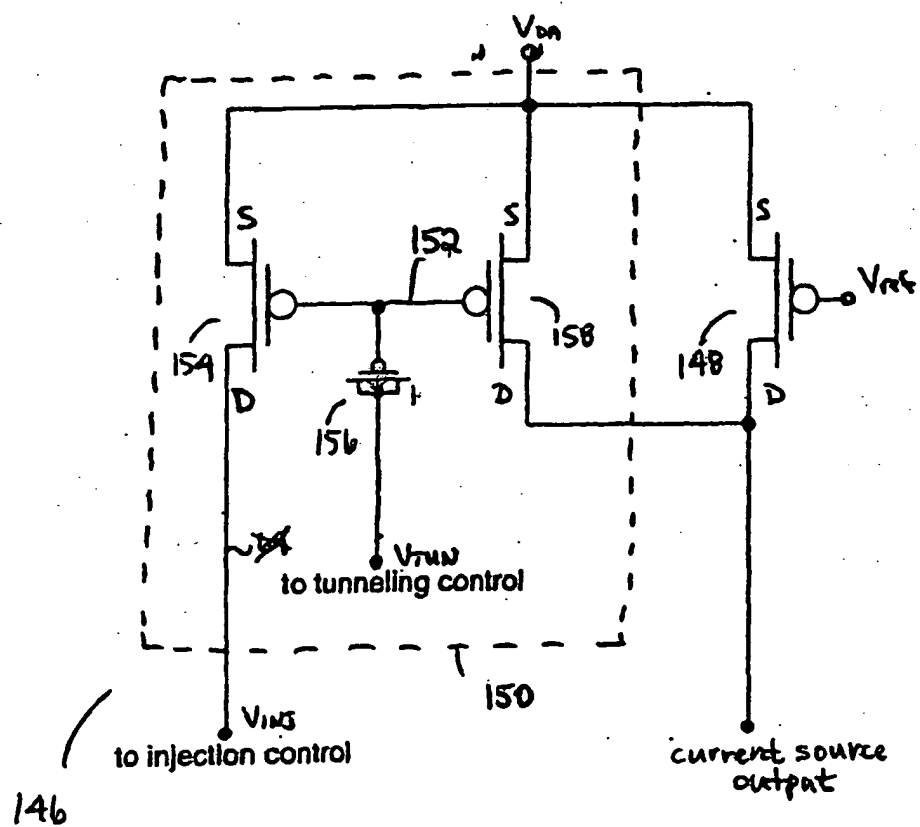 VDA
S
S
S
152
Vref
154
158
148
D
D
D
156
VTUN
to tunneling control
150
VINJ
to injection control
current source
output
146